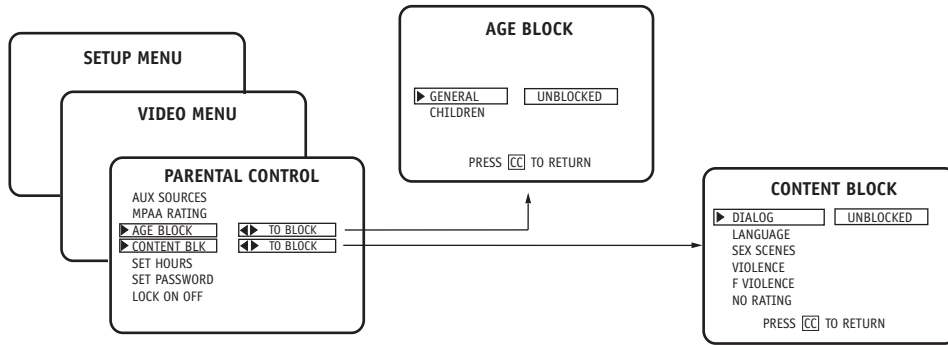 SETUP MENU
VIDEO MENU
PARENTAL CONTROL
AUX SOURCES
MPAA RATING
AGE BLOCK TO BLOCK
CONTENT BLK TO BLOCK
SET HOURS
SET PASSWORD
LOCK ON OFF
AGE BLOCK
GENERAL UNBLOCKED
CHILDREN
PRESS CC TO RETURN
CONTENT BLOCK
DIALOG UNBLOCKED
LANGUAGE
SEX SCENES
VIOLENCE
F VIOLENCE
NO RATING
PRESS CC TO RETURN